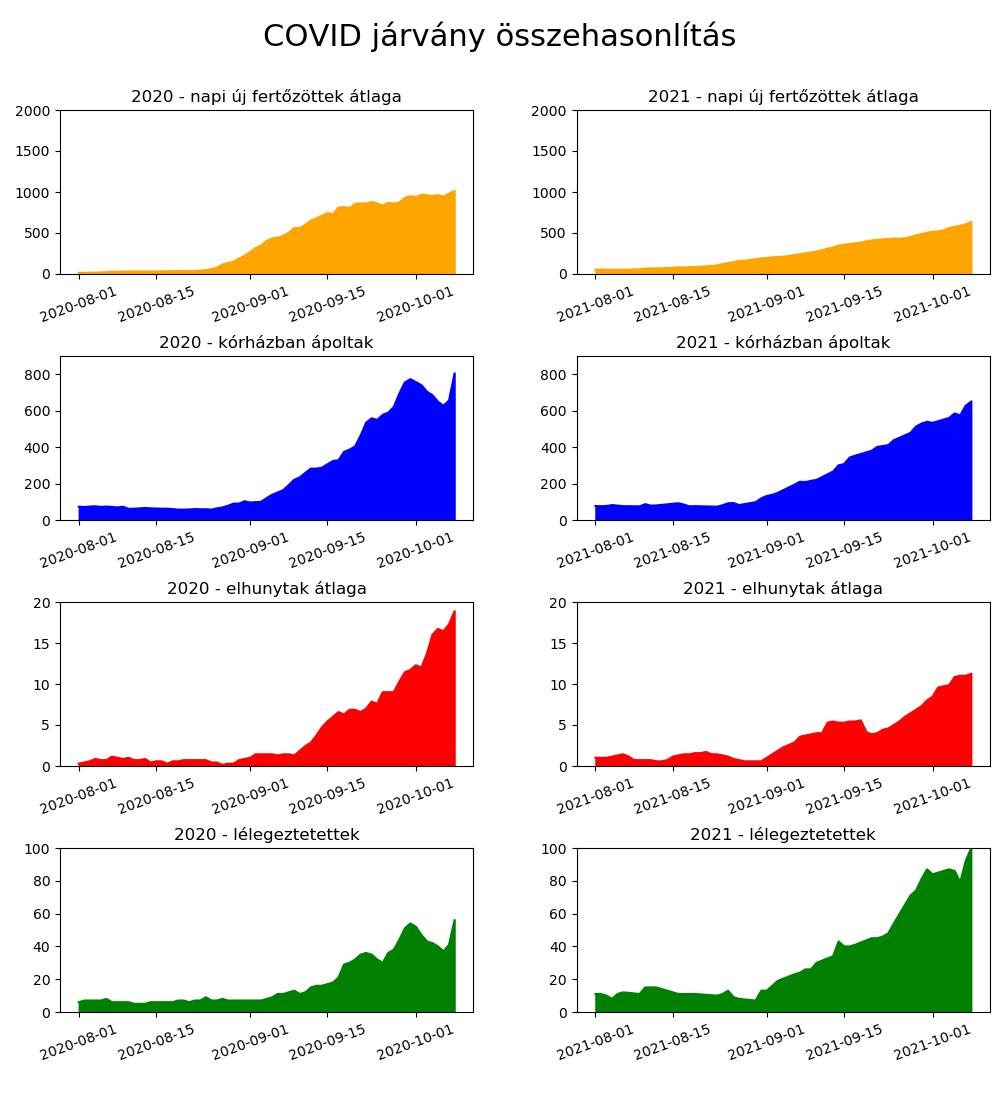 COVID járvány összehasonlítás
2020 - napi új fertőzöttek átlaga
2000
1500
1000
500
0
2020-08-01 2020-08-15 2020-09-01 2020-09-15 2020-10-01
2021 - napi új fertőzöttek átlaga
2000
1500
1000
500
0
2021-08-01 2021-08-15 2021-09-01 2021-09-15 2021-10-01
2020 - kórházban ápoltak
800
600
400
200
0
2020-08-01 2020-08-15 2020-09-01 2020-09-15 2020-10-01
2021 - kórházban ápoltak
800
600
400
200
0
2021-08-01 2021-08-15 2021-09-01 2021-09-15 2021-10-01
2020 - elhunytak átlaga
20
15
10
5
0
2020-08-01 2020-08-15 2020-09-01 2020-09-15 2020-10-01
2021 - elhunytak átlaga
20
15
10
5
0
2021-08-01 2021-08-15 2021-09-01 2021-09-15 2021-10-01
2020 - lélegeztetettek
100
80
60
40
20
0
2020-08-01 2020-08-15 2020-09-01 2020-09-15 2020-10-01
2021 - lélegeztetettek
100
80
60
40
20
0
2021-08-01 2021-08-15 2021-09-01 2021-09-15 2021-10-01